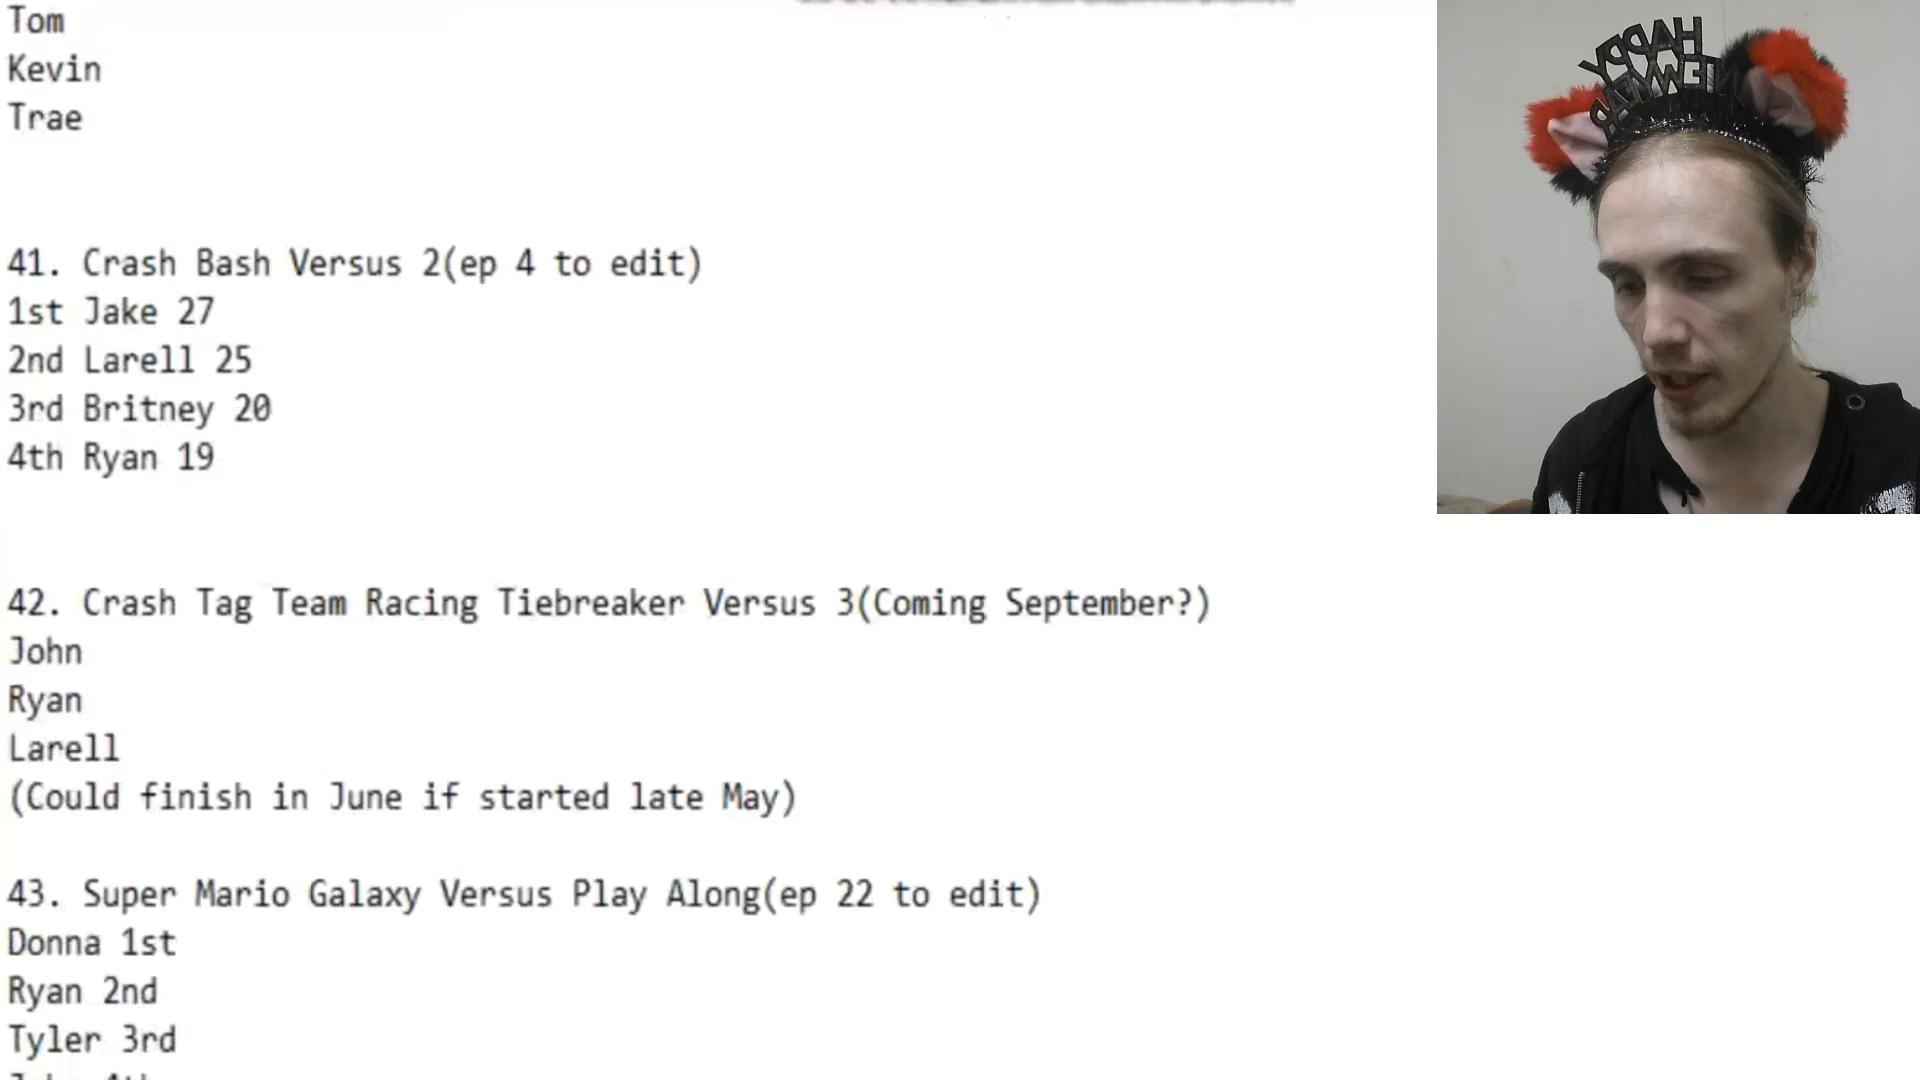 Tom
Kevin
Trae
41. Crash Bash Versus 2(ep 4 to edit)
1st Jake 27
2nd Larell 25
3rd Britney 20
4th Ryan 19
42. Crash Tag Team Racing Tiebreaker Versus 3(Coming September?)
John
Ryan
Larell
(Could finish in June if started late May)
43. Super Mario Galaxy Versus Play Along(ep 22 to edit)
Donna 1st
Ryan 2nd
Tyler 3rd
HAPPY
NEW YEAR